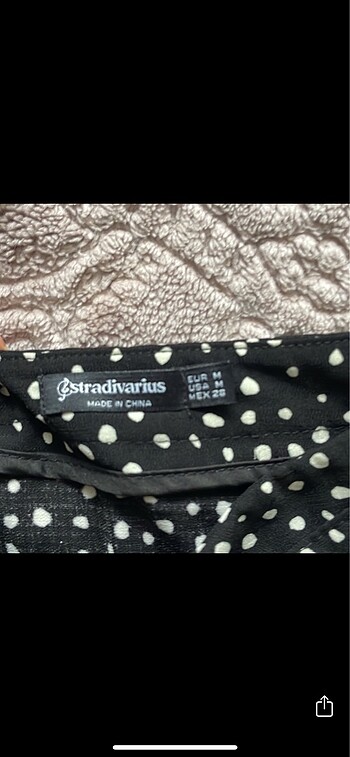 stradivarius
MADE IN CHINA
EUR M
USA M
MEX 28